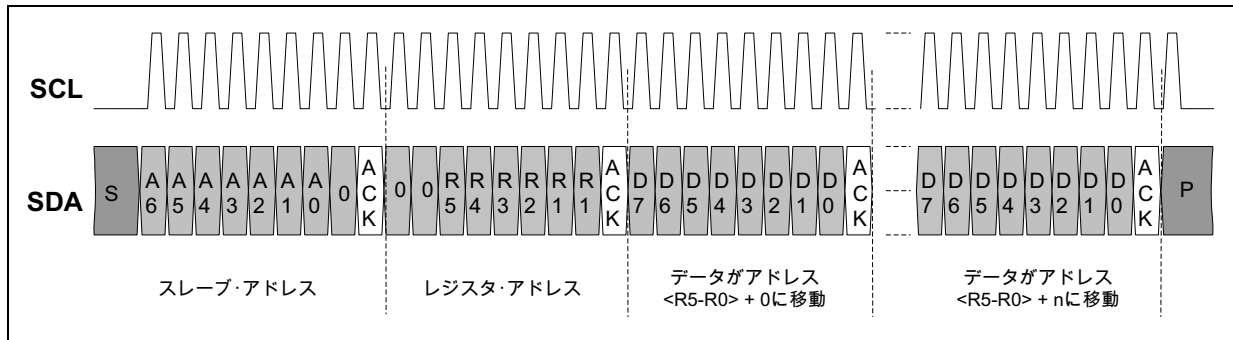 SCL
SDA
S A6 A5 A4 A3 A2 A1 A0 0 ACK 0 0 R5 R4 R3 R2 R1 R1 ACK D7 D6 D5 D4 D3 D2 D1 D0 ACK D7 D6 D5 D4 D3 D2 D1 D0 ACK P
スレーブ・アドレス
レジスタ・アドレス
データがアドレス
<R5-R0> + 0に移動
データがアドレス
<R5-R0> + nに移動